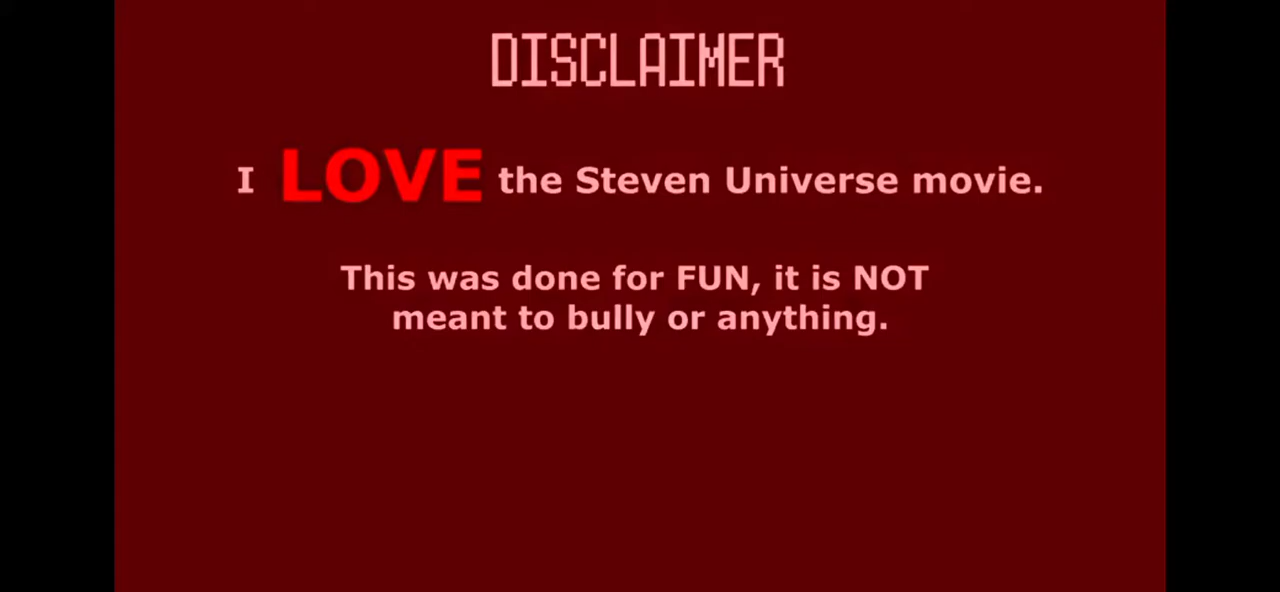 DISCLAIMER
I LOVE the Steven Universe movie.
This was done for FUN, it is NOT
meant to bully or anything.